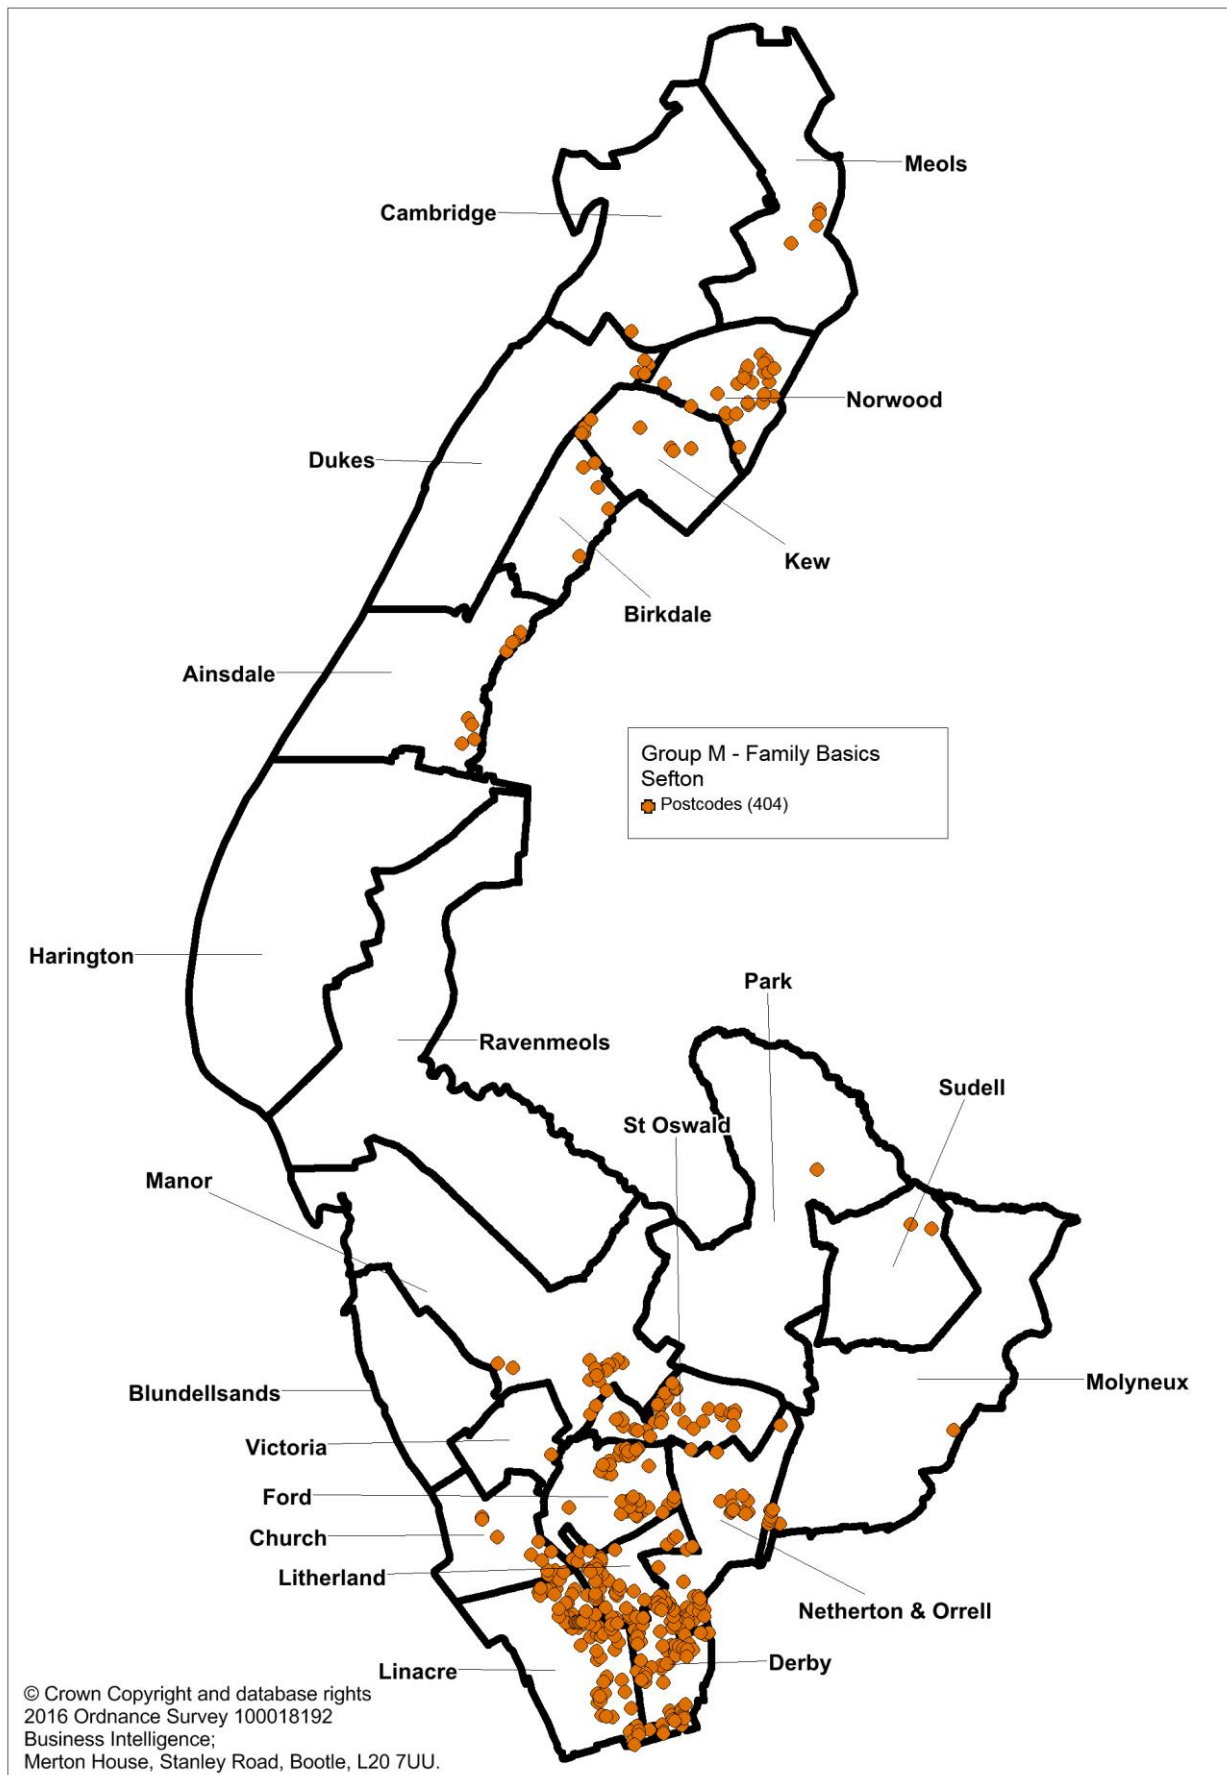 Meols
Cambridge
Norwood
Dukes
Kew
Birkdale
Ainsdale
Group M - Family Basics
Sefton
Postcodes (404)
Harington
Park
Ravenmeols
Sudell
St Oswald
Manor
Molyneux
Blundellsands
Victoria
Ford
Church
Litherland
Netherton & Orrell
Derby
Linacre
© Crown Copyright and database rights
2016 Ordnance Survey 100018192
Business Intelligence;
Merton House, Stanley Road, Bootle, L20 7UU.